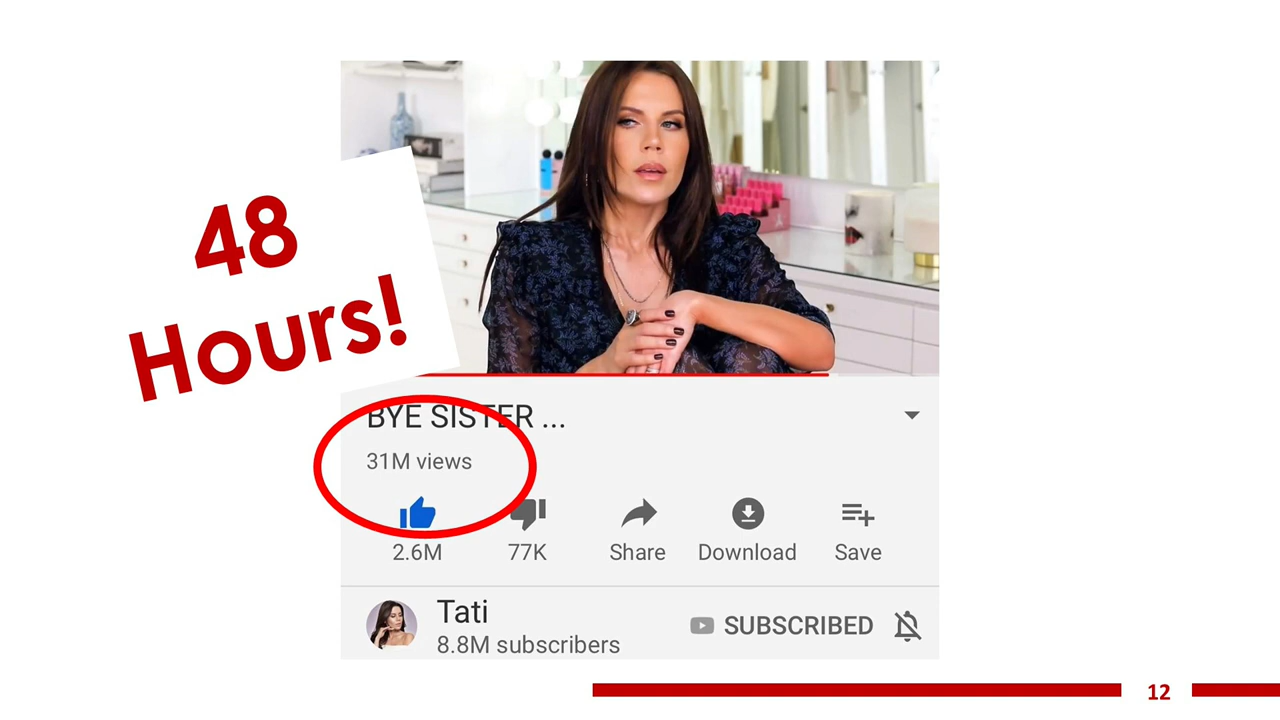 48
Hours!
BYE SISTER ...
31M views
2.6M
77K
Share
Download
Save
Tati
8.8M subscribers
SUBSCRIBED
12